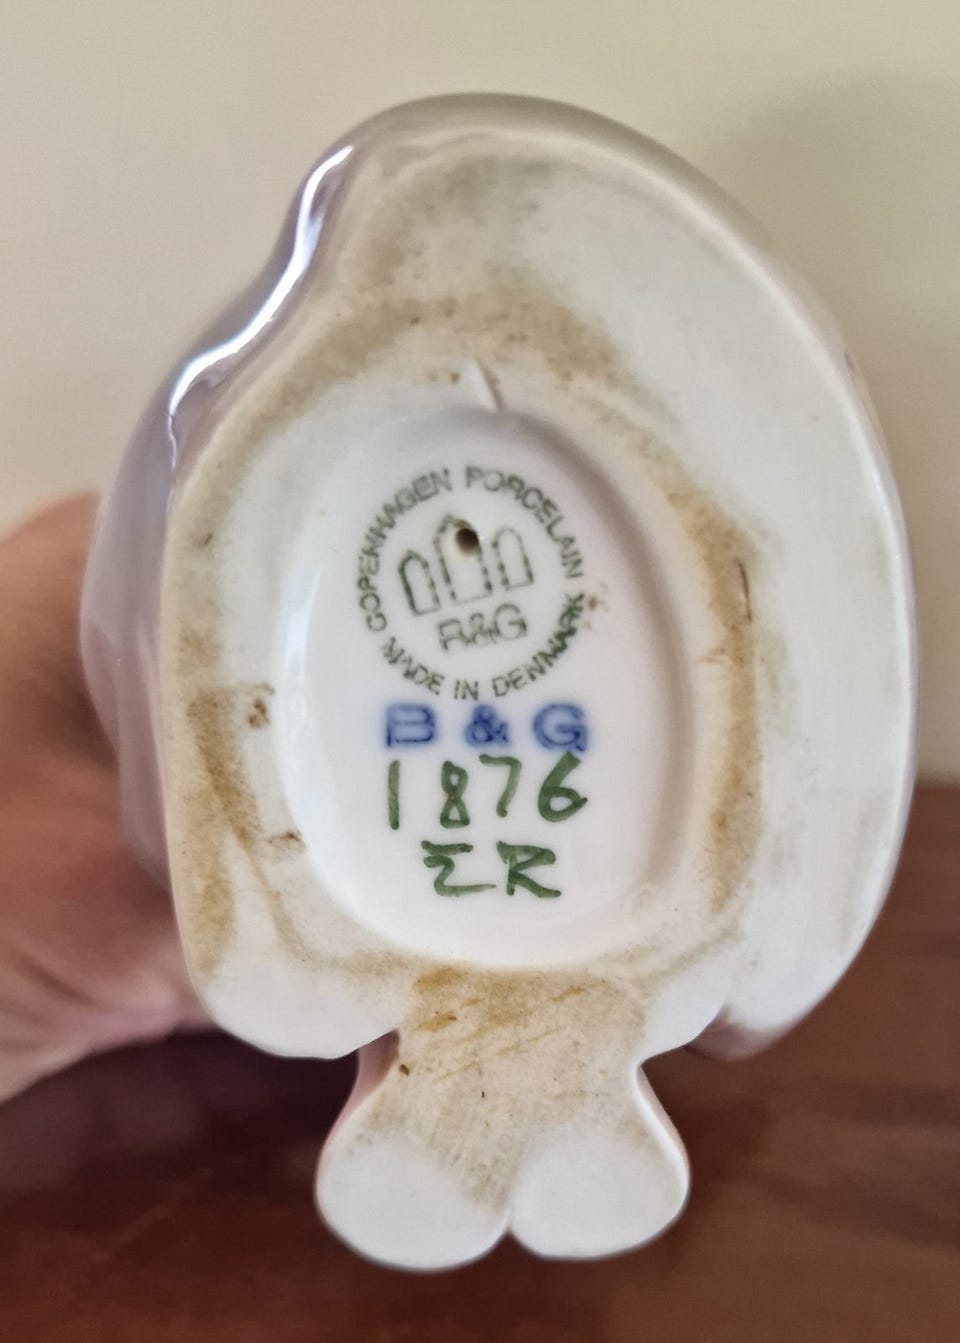 COPENHAGEN PORCELAIN
B&G
MADE IN DENMARK
B & G
1876
ER